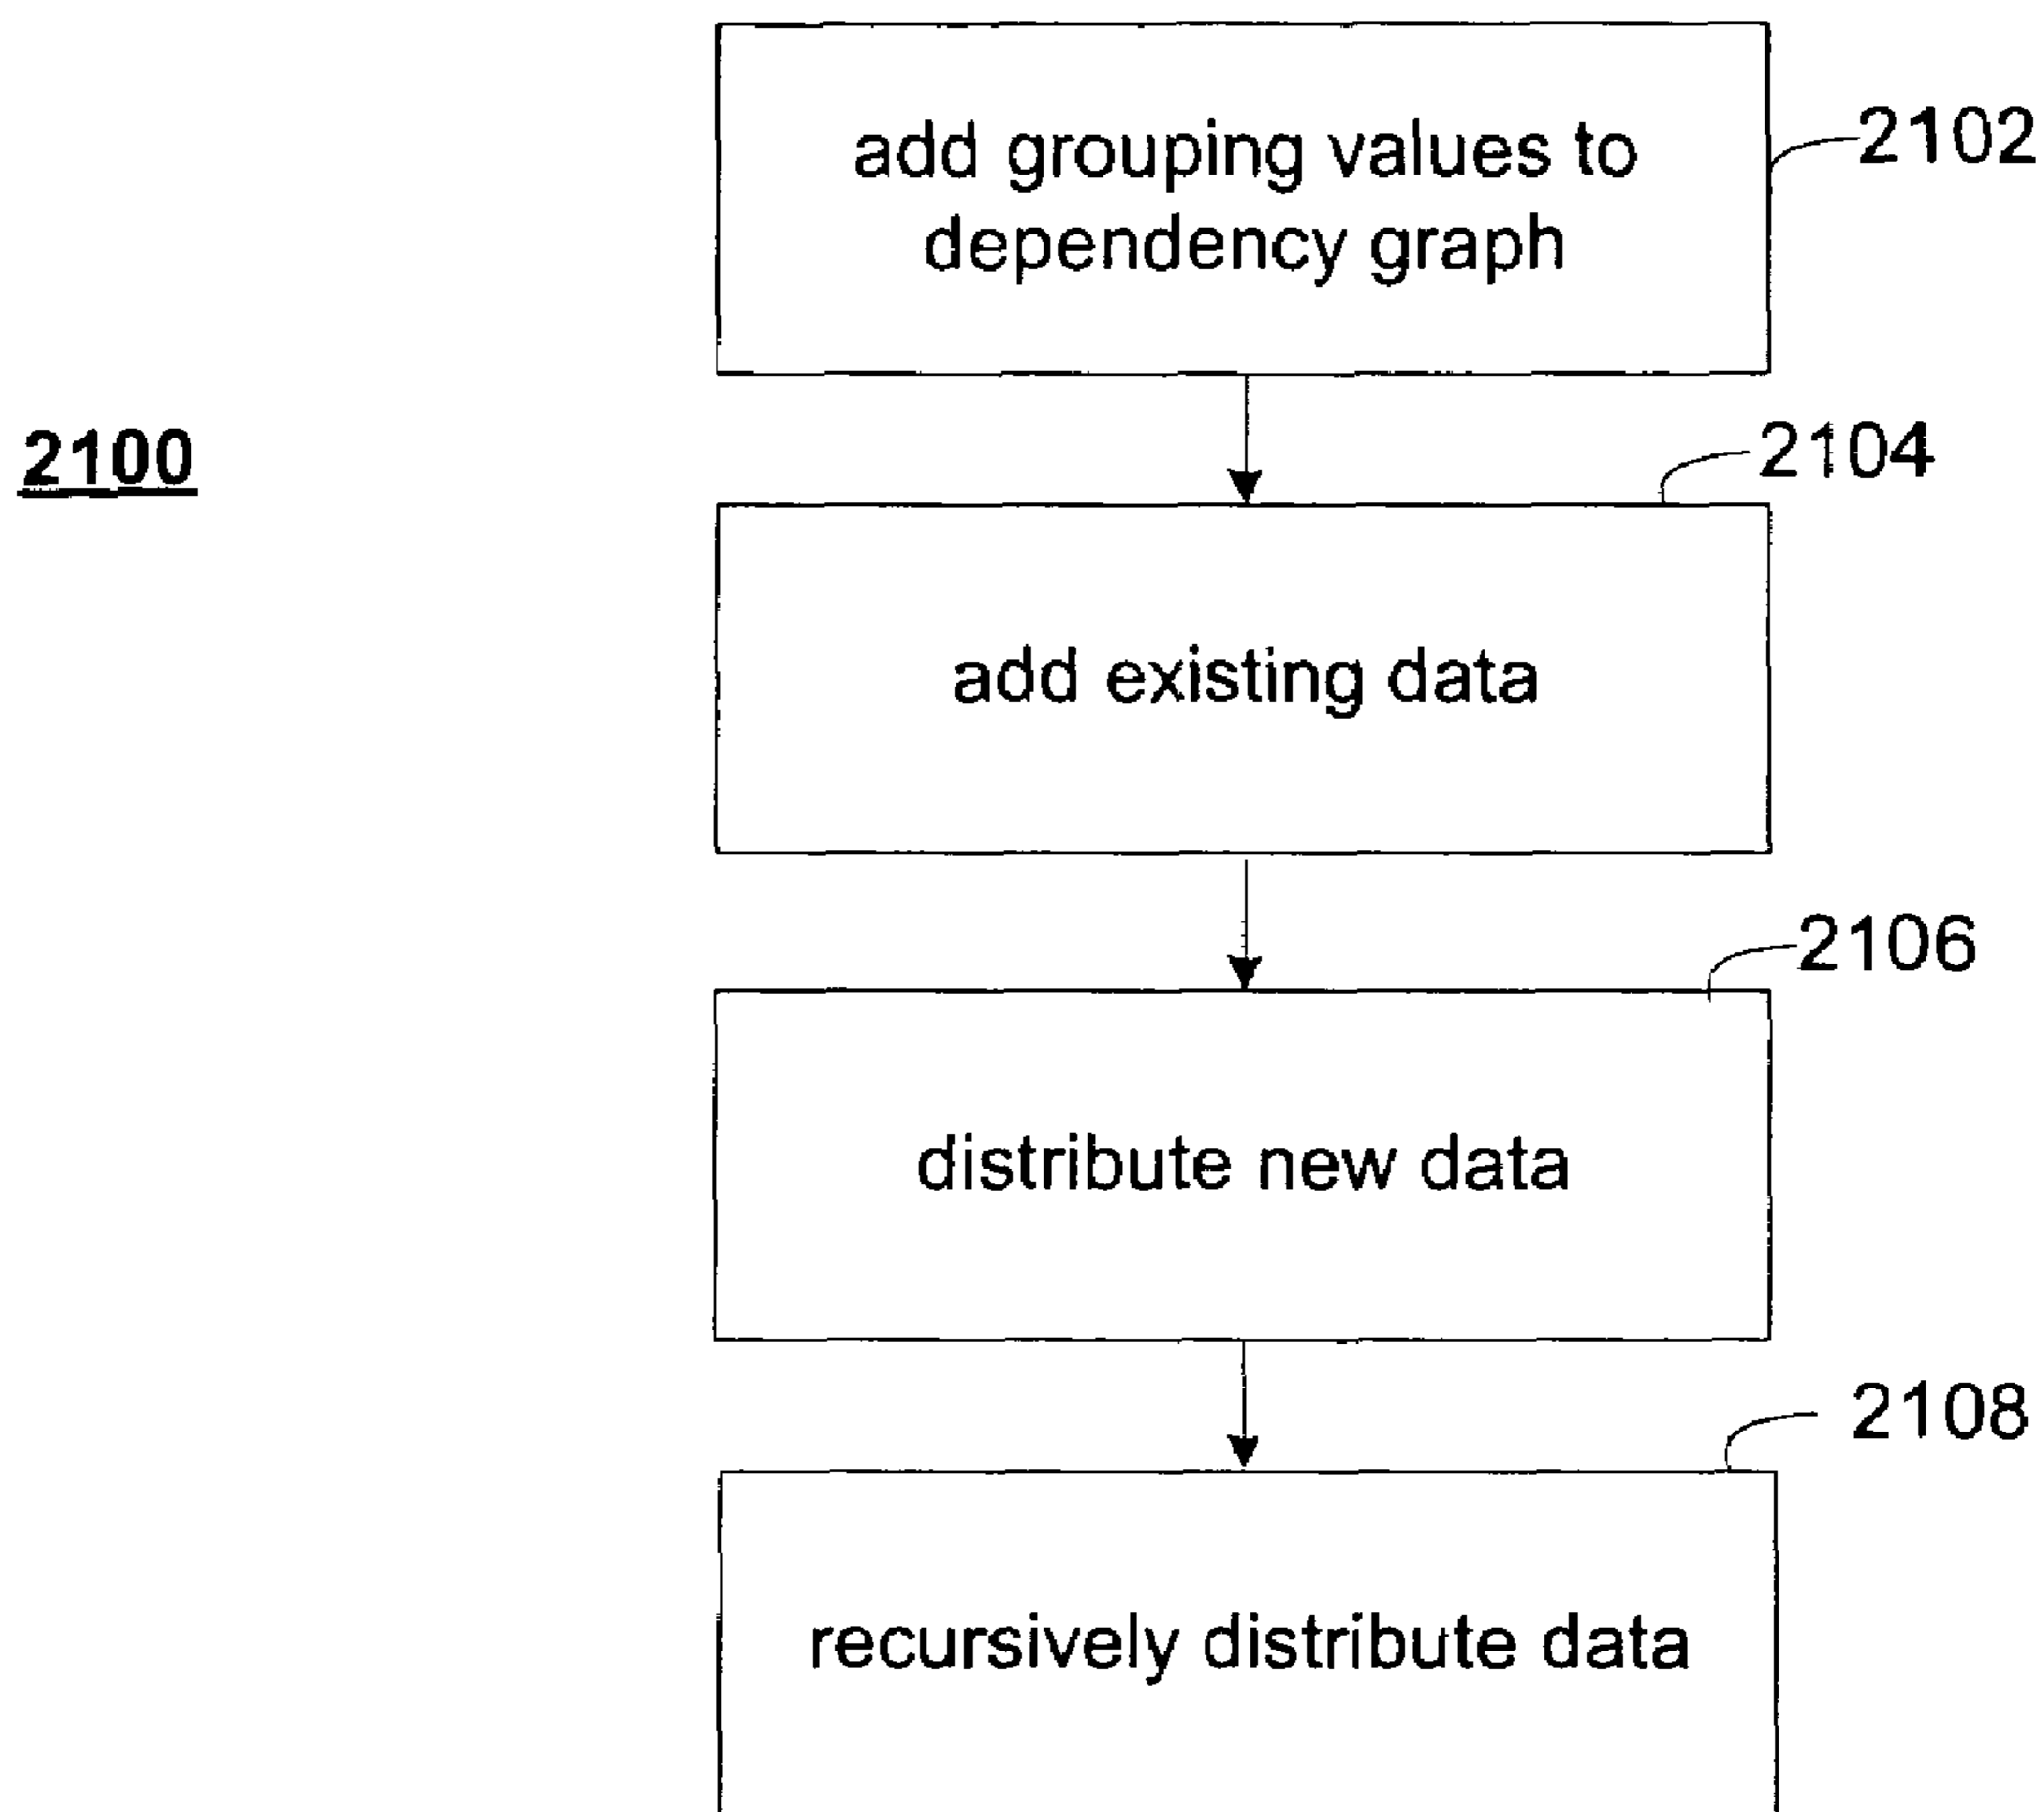 add grouping values to
dependency graph
2102
2100
2104
add existing data
2106
distribute new data
2108
recursively distribute data